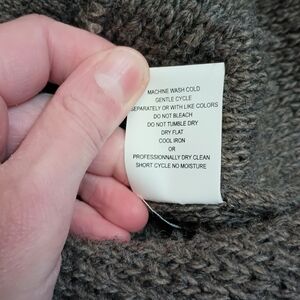 MACHINE WASH COLD
GENTLE CYCLE
SEPARATELY OR WITH LIKE COLORS
DO NOT BLEACH
DO NOT TUMBLE DRY
DRY FLAT
COOL IRON
OR
PROFESSIONALLY DRY CLEAN
SHORT CYCLE NO MOISTURE